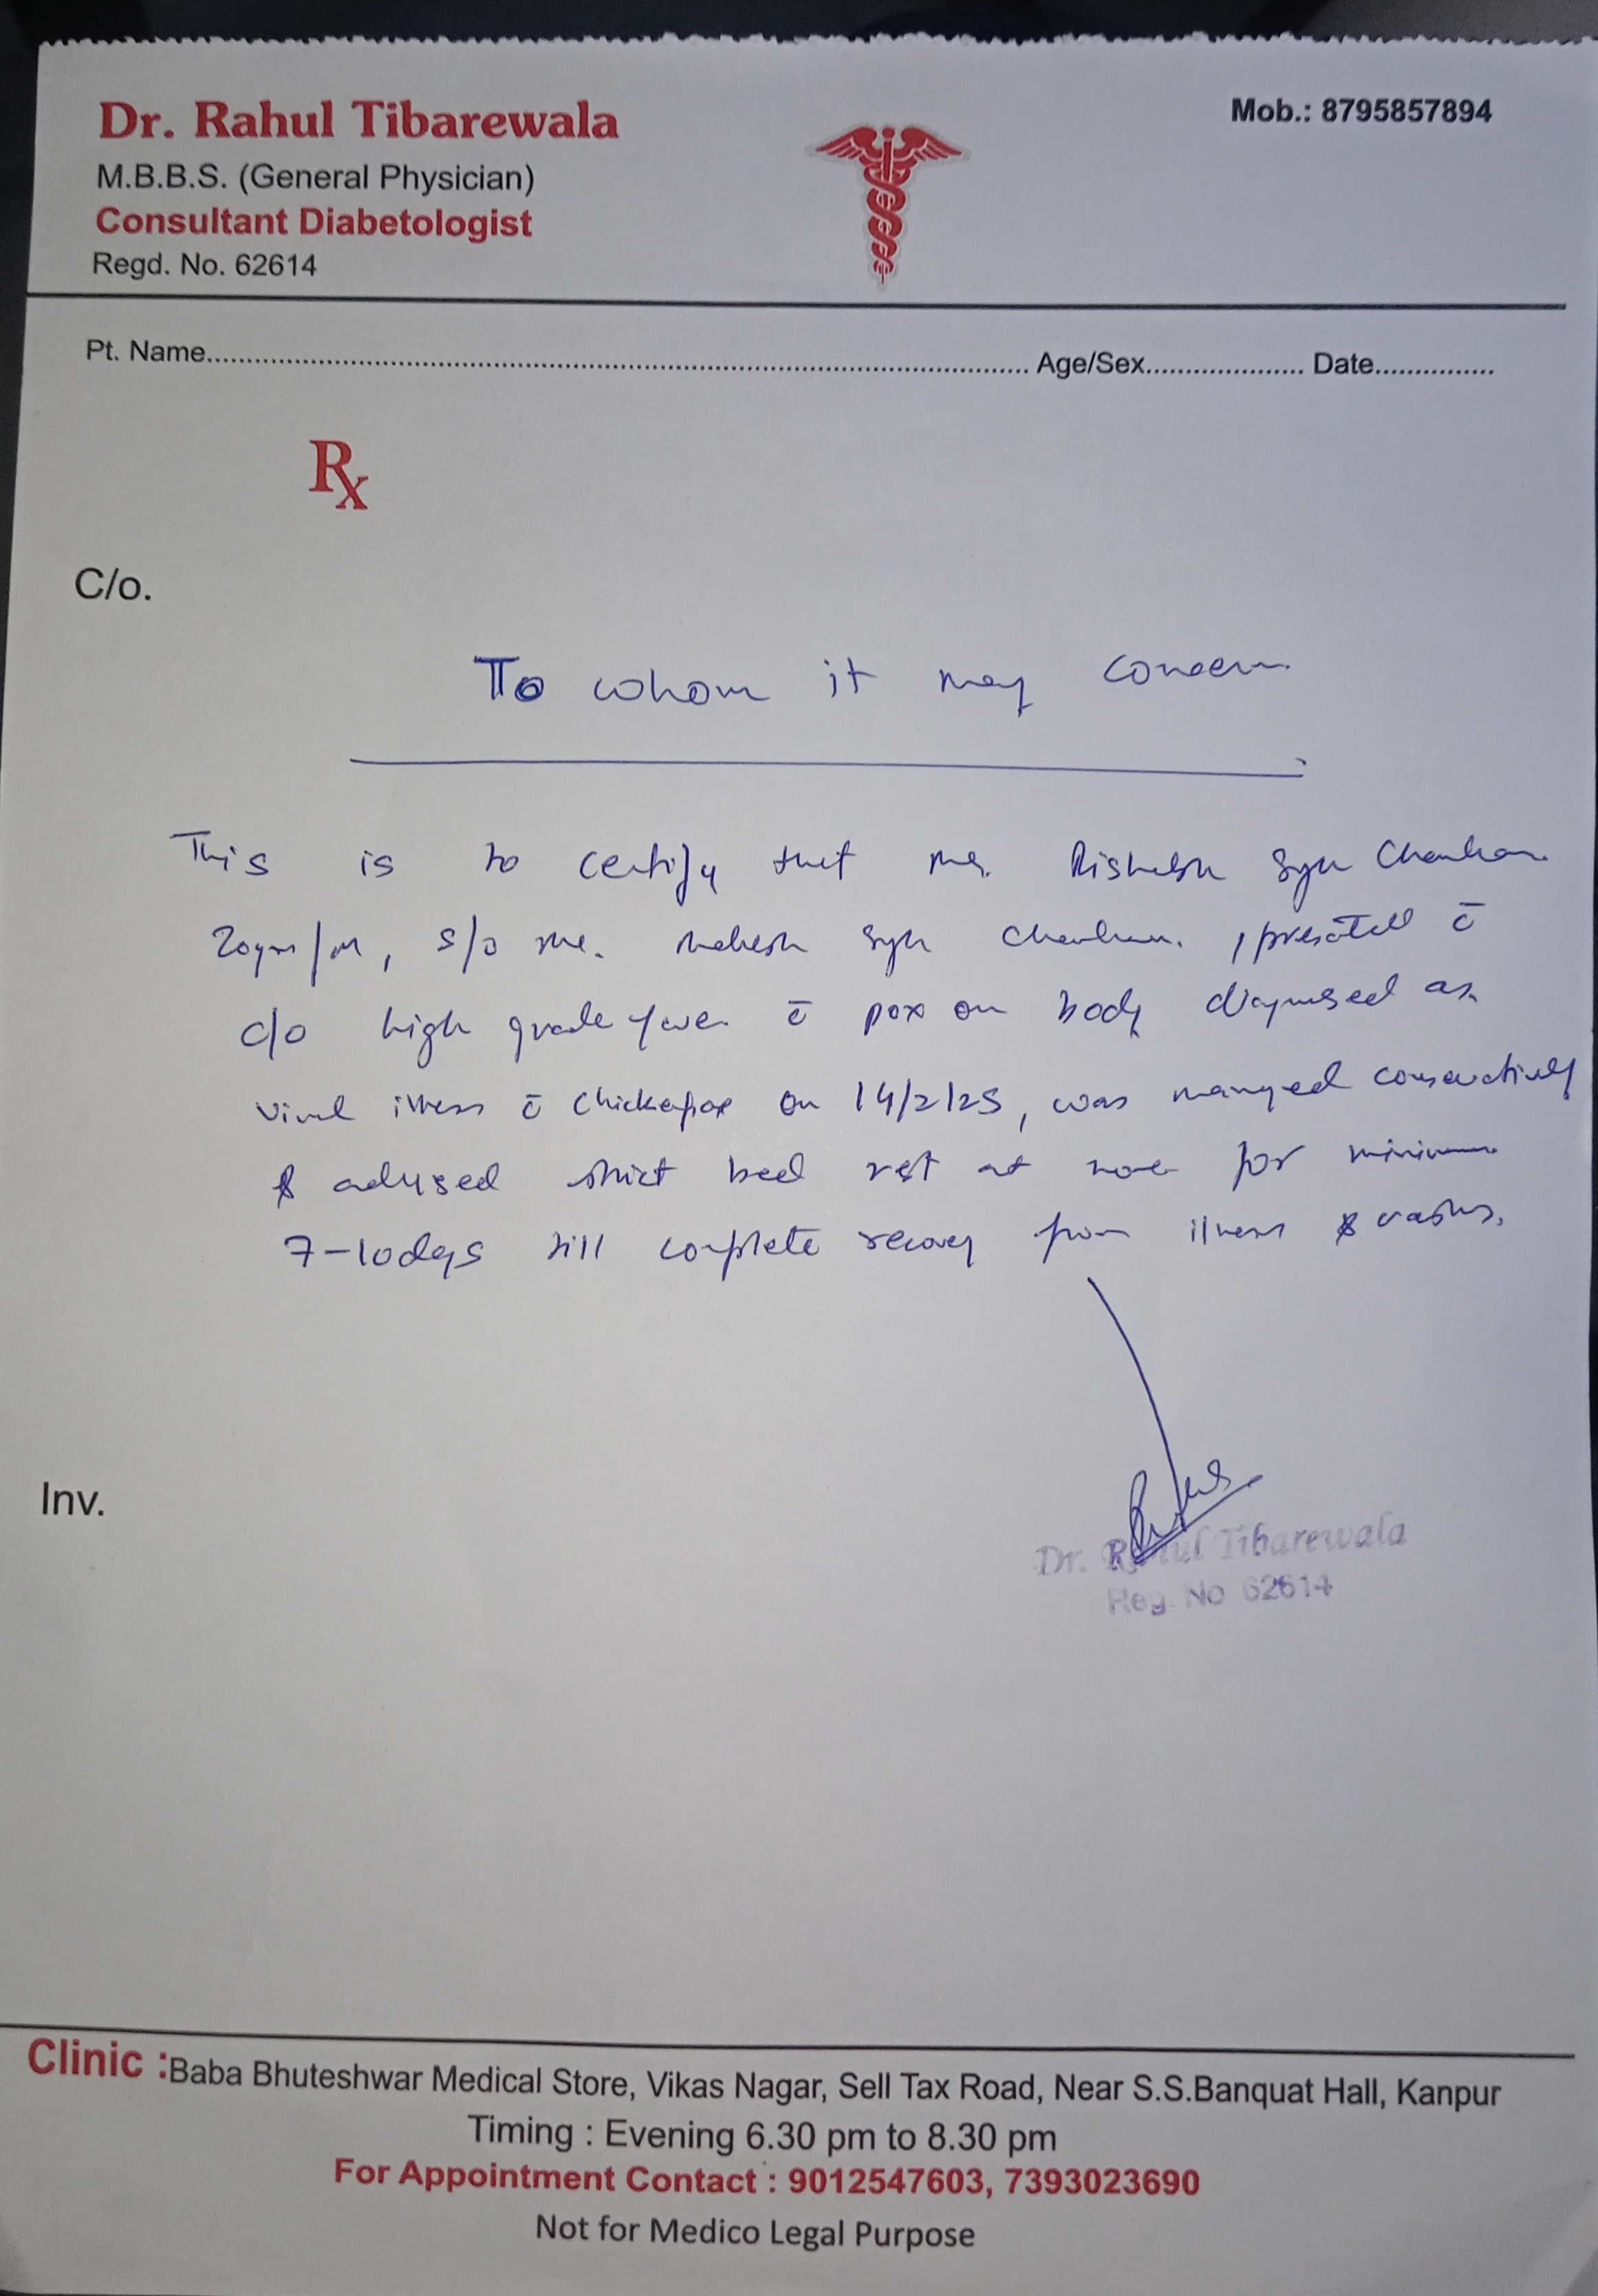 Dr. Rahul Tibarewala
Mob.: 8795857894
M.B.B.S. (General Physician)
Consultant Diabetologist
Regd. No. 62614
Pt. Name.................... Age/Sex.................... Date...............
Rx
C/o.
To whom it may concern
This is to certify that Mr. Rishesh Singh Chauhan
20yrs/M, s/o Mr. Mahesh Singh Chauhan, presented c̄
c/o high grade fever c̄ pox on body diagnosed as
viral illness c̄ Chickenpox on 14/2/25, was managed conservatively
& advised strict bed rest at home for minimum
7-10 days till complete recovery from illness & rashes.
Inv.
Dr. Rahul Tibarewala
Reg. No 62614
Clinic :Baba Bhuteshwar Medical Store, Vikas Nagar, Sell Tax Road, Near S.S.Banquat Hall, Kanpur
Timing : Evening 6.30 pm to 8.30 pm
For Appointment Contact : 9012547603, 7393023690
Not for Medico Legal Purpose